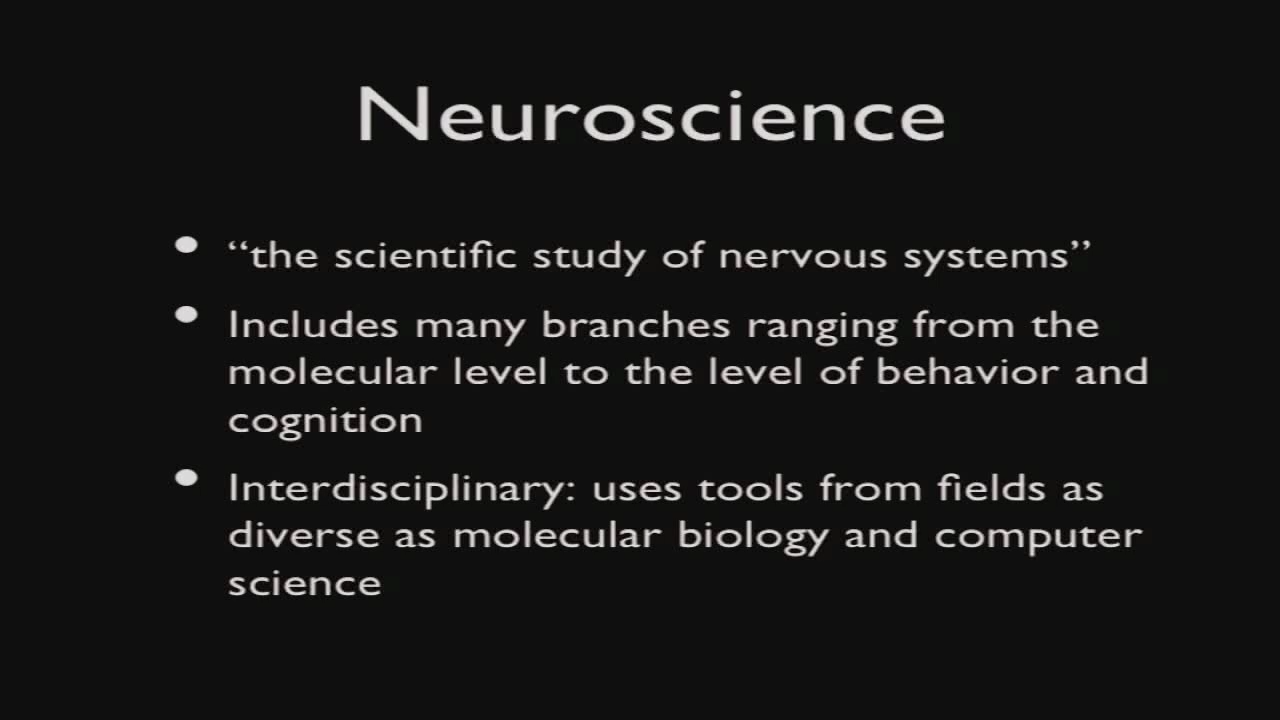 Neuroscience
• “the scientific study of nervous systems”
• Includes many branches ranging from the
molecular level to the level of behavior and
cognition
• Interdisciplinary: uses tools from fields as
diverse as molecular biology and computer
science